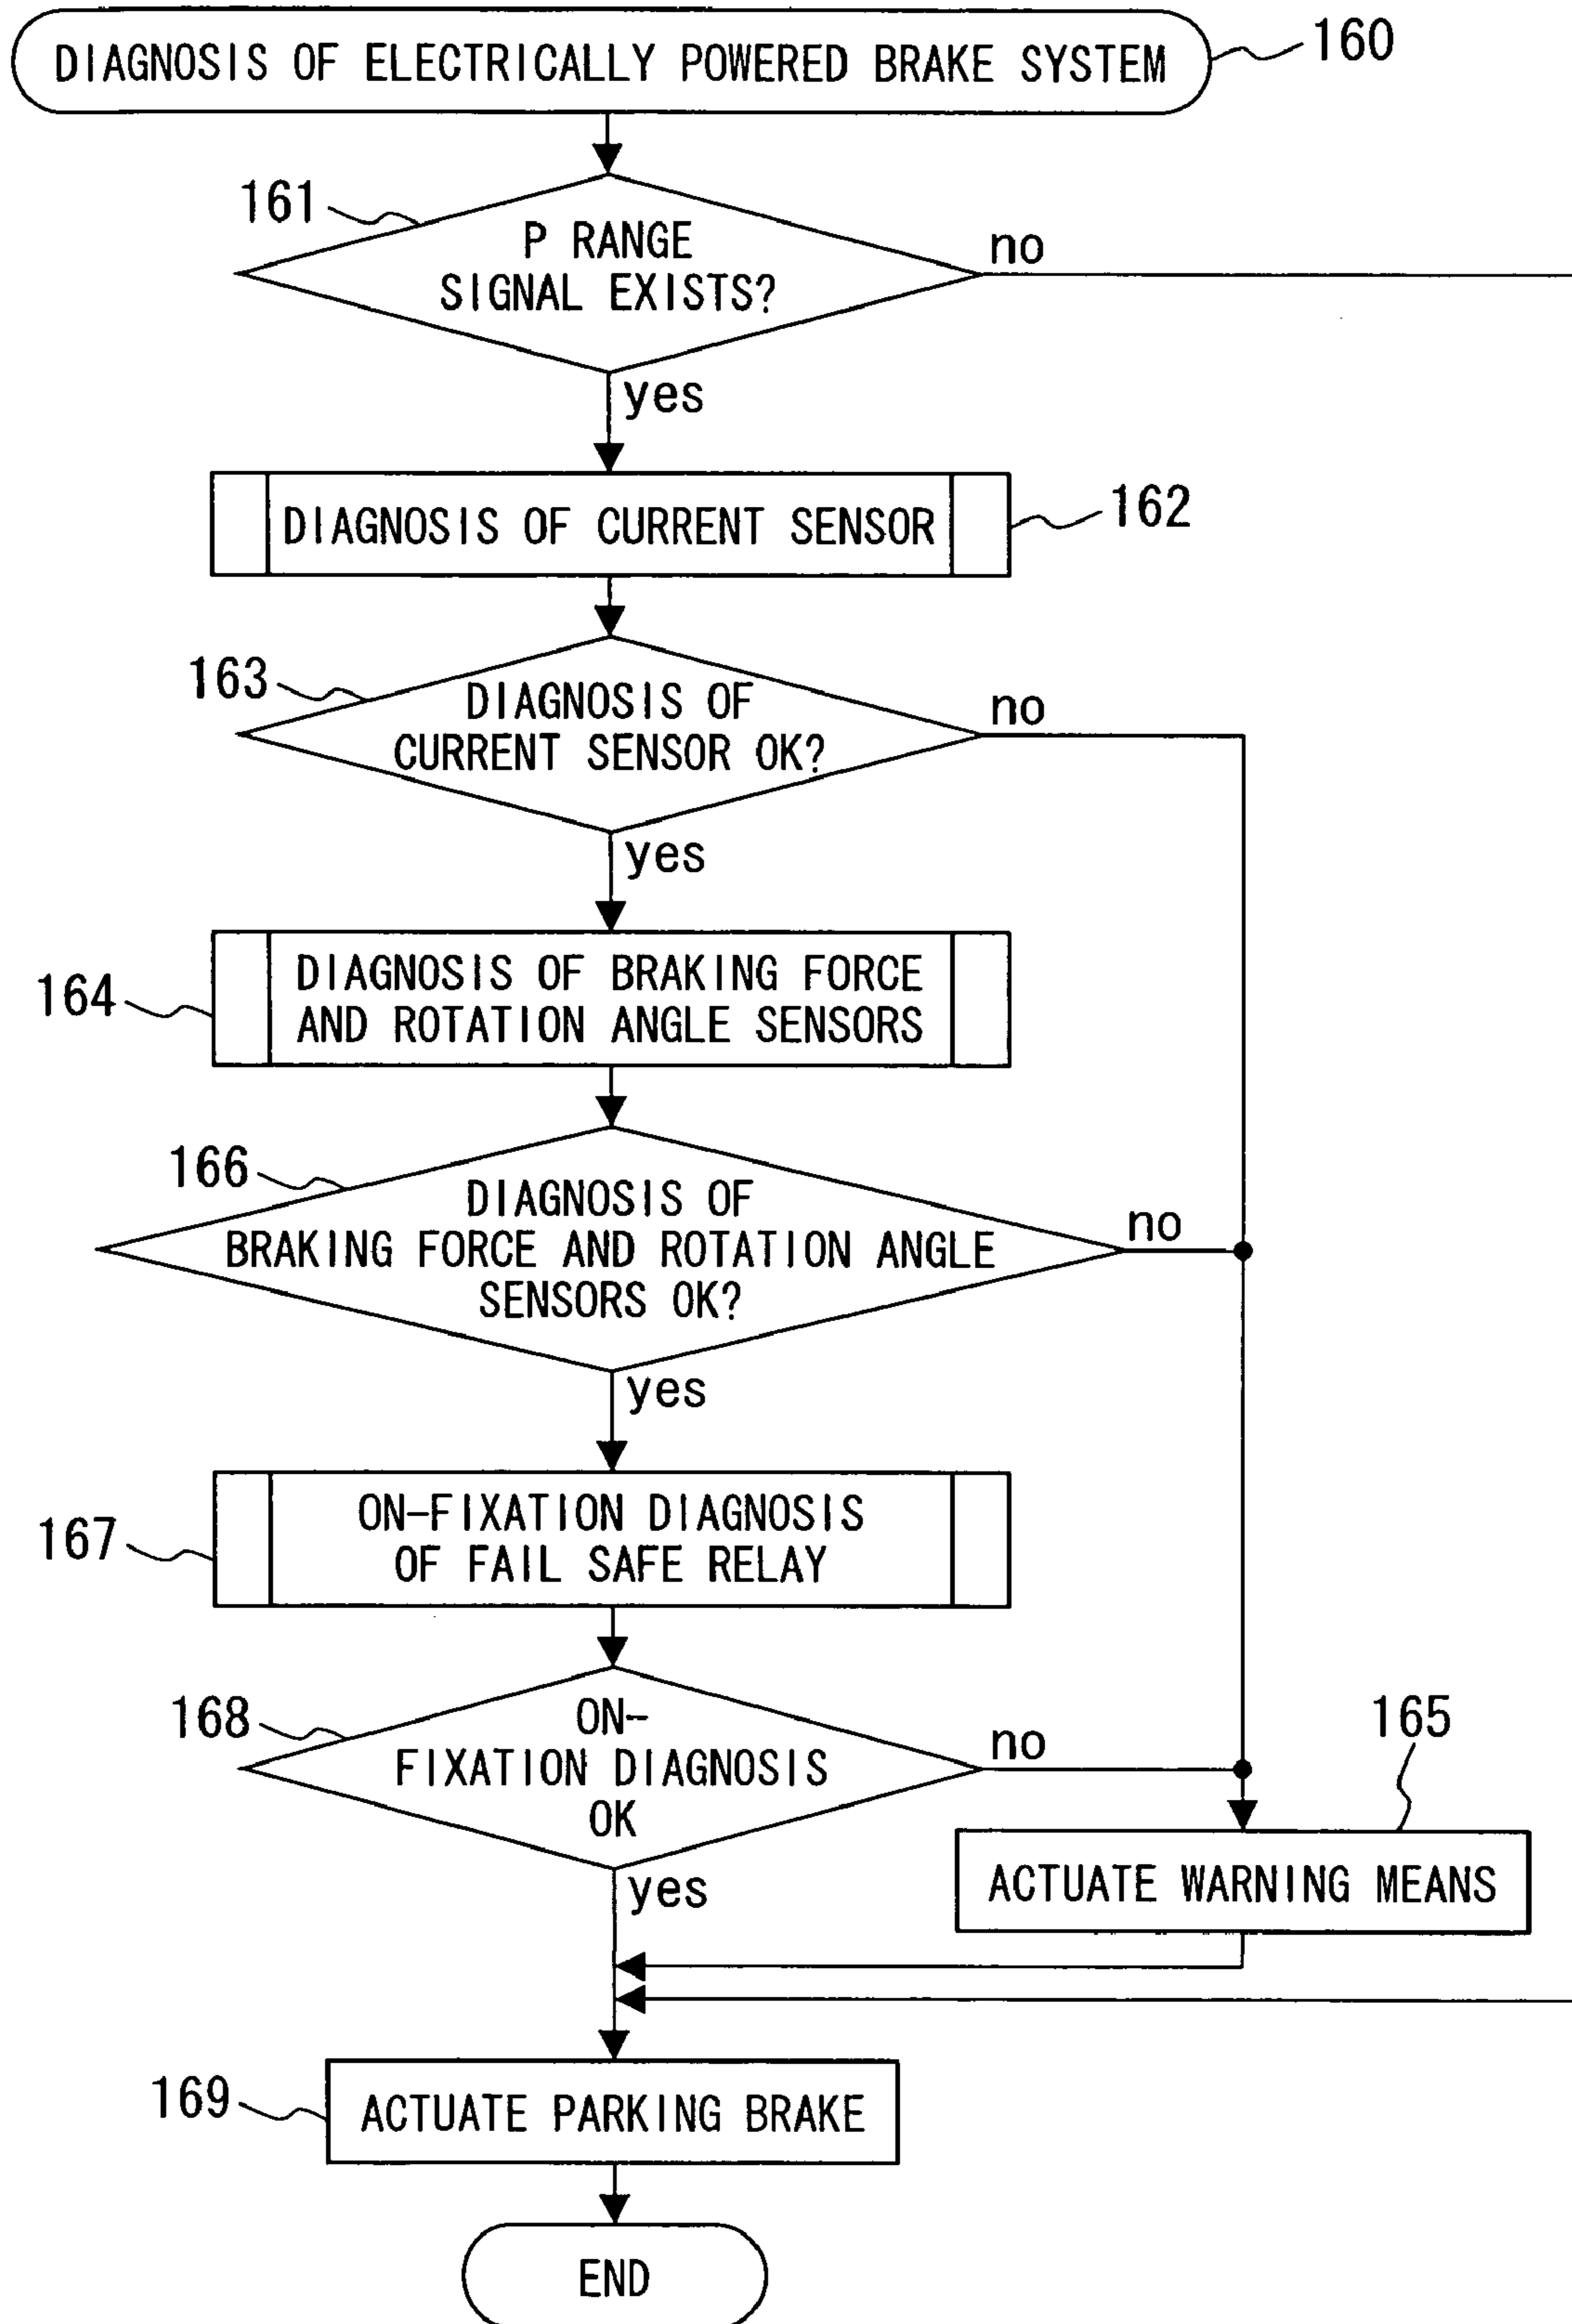 DIAGNOSIS OF ELECTRICALLY POWERED BRAKE SYSTEM
160
161
P RANGE
SIGNAL EXISTS?
no
yes
DIAGNOSIS OF CURRENT SENSOR
162
163
DIAGNOSIS OF
CURRENT SENSOR OK?
no
yes
164
DIAGNOSIS OF BRAKING FORCE
AND ROTATION ANGLE SENSORS
166
DIAGNOSIS OF
BRAKING FORCE AND ROTATION ANGLE
SENSORS OK?
no
yes
167
ON-FIXATION DIAGNOSIS
OF FAIL SAFE RELAY
168
ON-
FIXATION DIAGNOSIS
OK
no
yes
165
ACTUATE WARNING MEANS
169
ACTUATE PARKING BRAKE
END